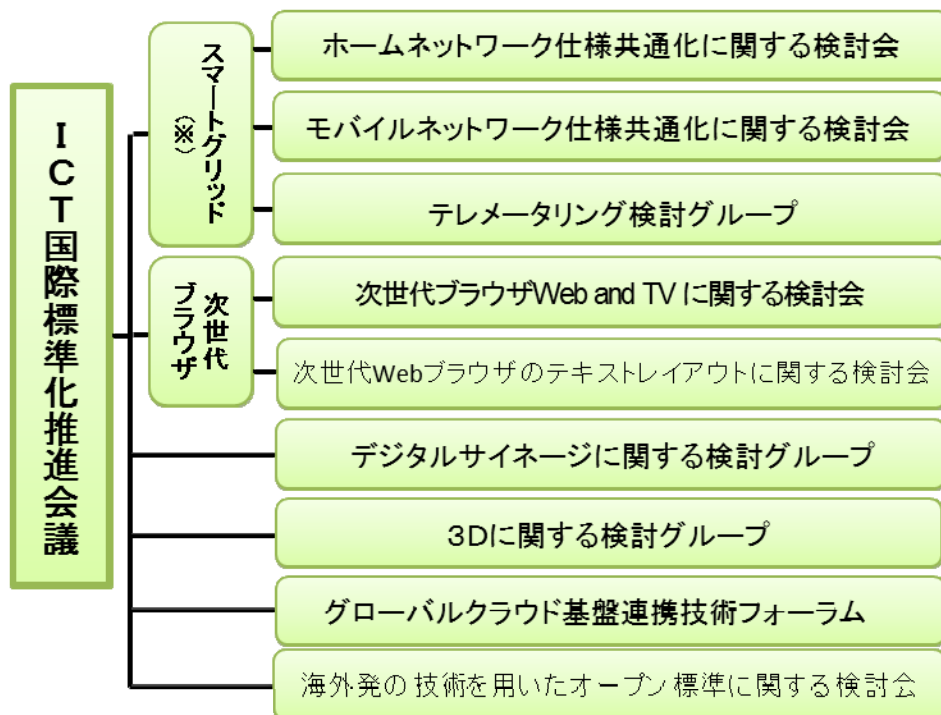 ICT国際標準化推進会議
スマートグリッド
(※)
ホームネットワーク仕様共通化に関する検討会
モバイルネットワーク仕様共通化に関する検討会
テレメータリング検討グループ
次世代
ブラウザ
次世代ブラウザWeb and TV に関する検討会
次世代Webブラウザのテキストレイアウトに関する検討会
デジタルサイネージに関する検討グループ
3Dに関する検討グループ
グローバルクラウド基盤連携技術フォーラム
海外発の技術を用いたオープン標準に関する検討会